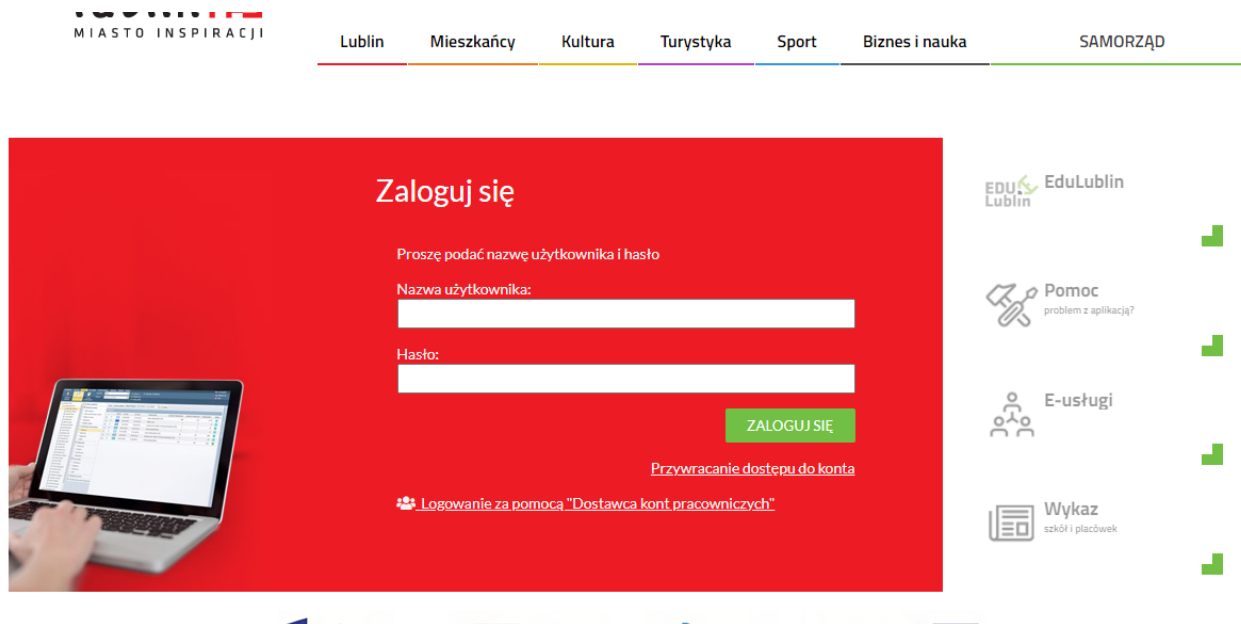 MIASTO INSPIRACJI
Lublin Mieszkańcy Kultura Turystyka Sport Biznes i nauka SAMORZĄD
Zaloguj się
Proszę podać nazwę użytkownika i hasło
Nazwa użytkownika:
Hasło:
ZALOGUJ SIĘ
Przywracanie dostępu do konta
Logowanie za pomocą "Dostawca kont pracowniczych"
EDU
Lublin
EduLublin
Pomoc
problem z aplikacją?
E-usługi
Wykaz
szkół i placówek